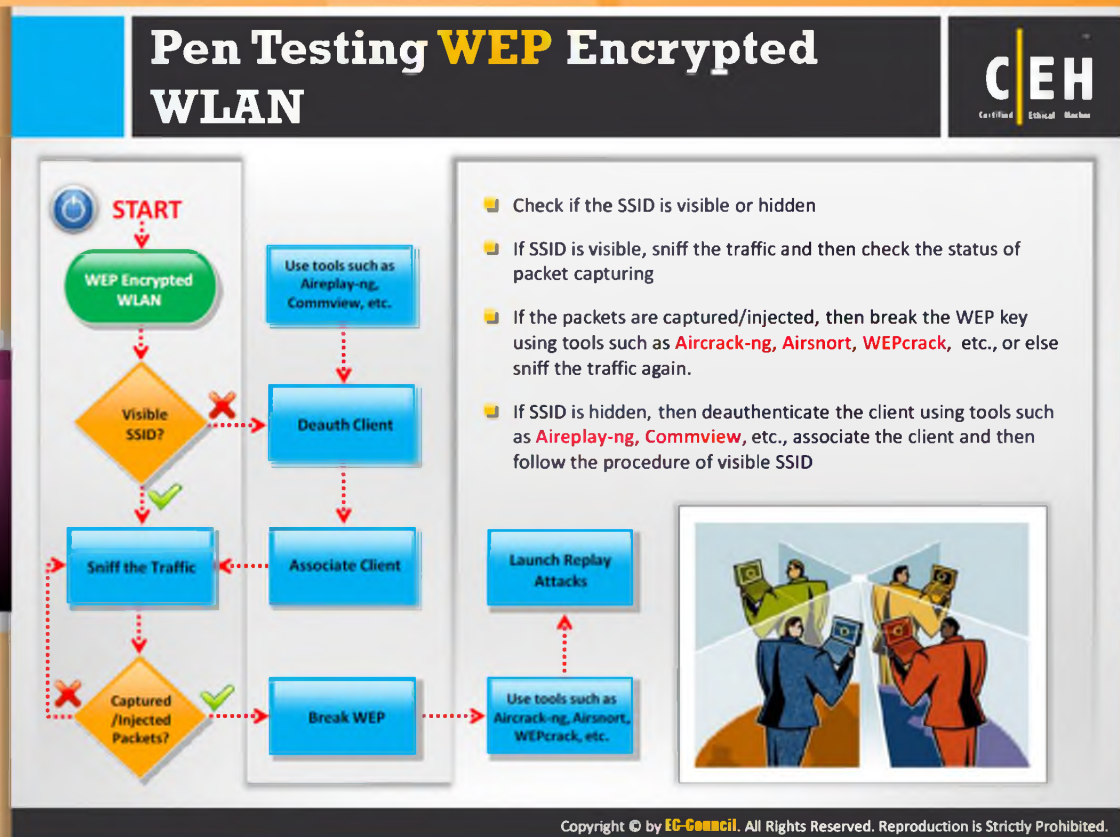 Pen Testing WEP Encrypted
WLAN
C|EH
Certified Ethical Hacker
START
WEP Encrypted
WLAN
Visible
SSID?
Sniff the Traffic
Captured
/Injected
Packets?
Use tools such as
Aireplay-ng,
Commview, etc.
Deauth Client
Associate Client
Break WEP
Launch Replay
Attacks
Use tools such as
Aircrack-ng, Airsnort,
WEPcrack, etc.
Check if the SSID is visible or hidden
If SSID is visible, sniff the traffic and then check the status of
packet capturing
If the packets are captured/injected, then break the WEP key
using tools such as Aircrack-ng, Airsnort, WEPcrack, etc., or else
sniff the traffic again.
If SSID is hidden, then deauthenticate the client using tools such
as Aireplay-ng, Commview, etc., associate the client and then
follow the procedure of visible SSID
Copyright © by EC-Council. All Rights Reserved. Reproduction is Strictly Prohibited.